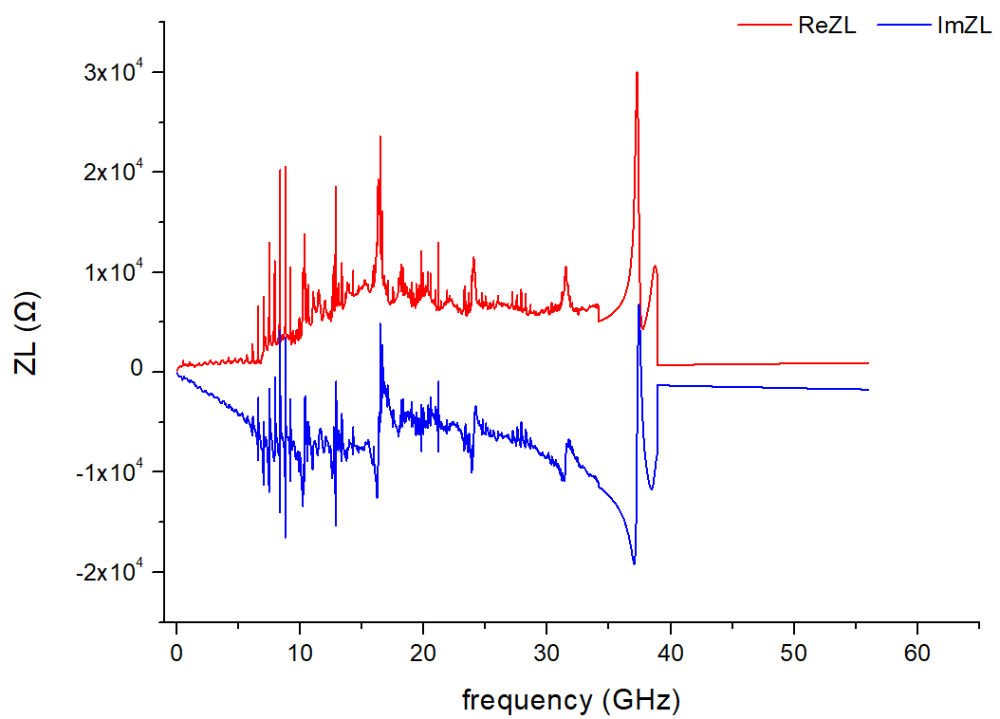 ReZL ImZL
3x10⁴
2x10⁴
1x10⁴
0
-1x10⁴
-2x10⁴
ZL (Ω)
0 10 20 30 40 50 60
frequency (GHz)